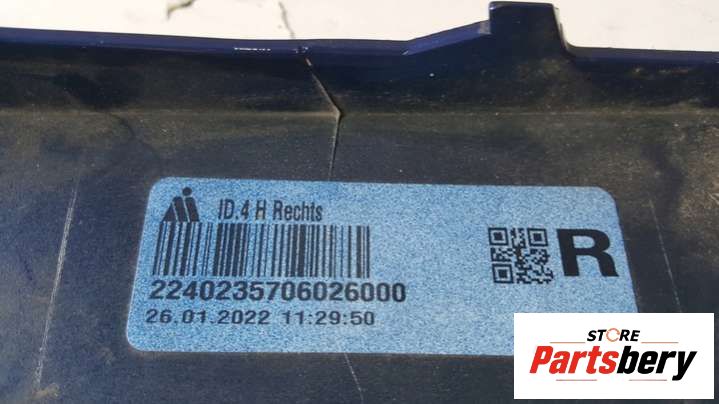 ID.4 H Rechts
R
2240235706026000
26.01.2022 11:29:50
STORE
Partsbery